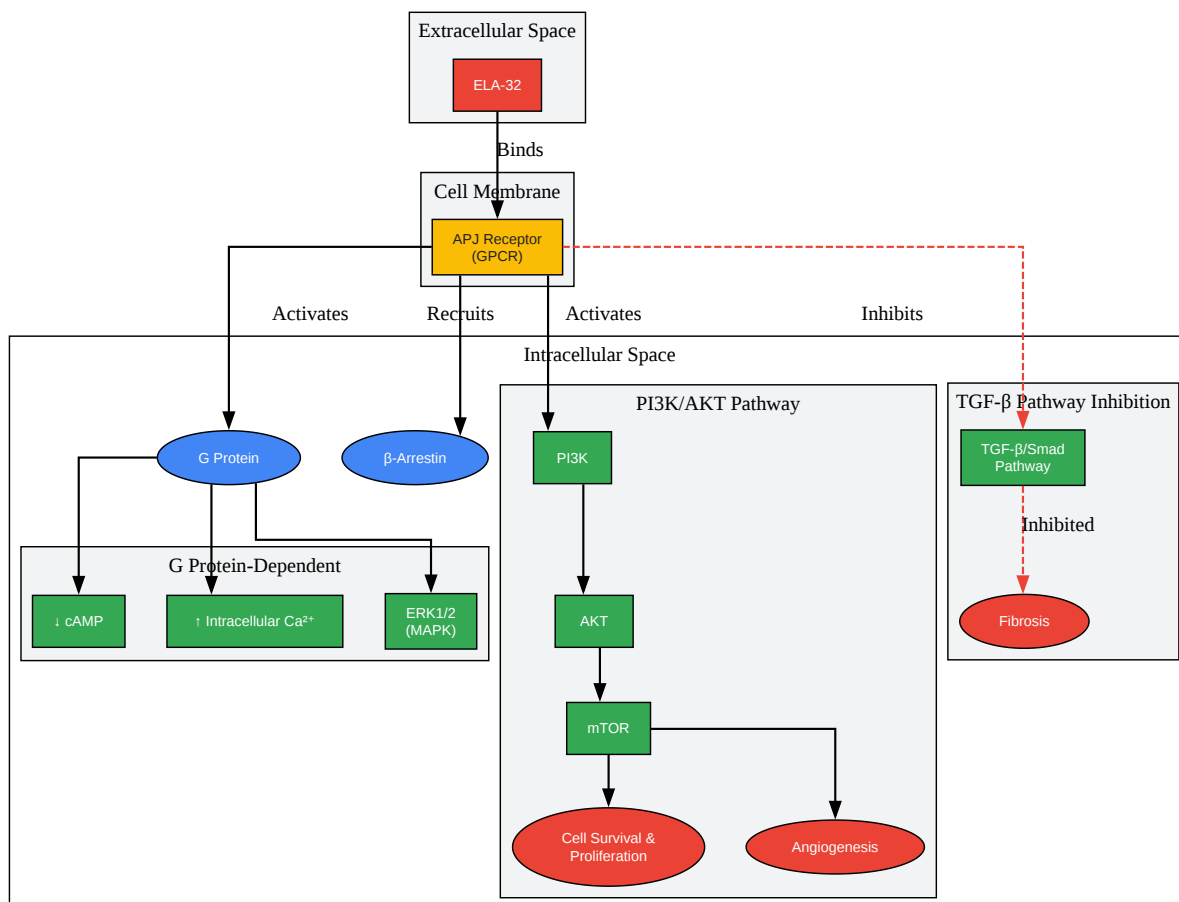 Extracellular Space
ELA-32
Binds
Cell Membrane
APJ Receptor
(GPCR)
Activates
Recruits
Activates
Inhibits
Intracellular Space
PI3K/AKT Pathway
TGF-β Pathway Inhibition
G Protein
β-Arrestin
PI3K
TGF-β/Smad
Pathway
Inhibited
G Protein-Dependent
↓ cAMP
↑ Intracellular Ca²⁺
ERK1/2
(MAPK)
AKT
Fibrosis
mTOR
Cell Survival &
Proliferation
Angiogenesis